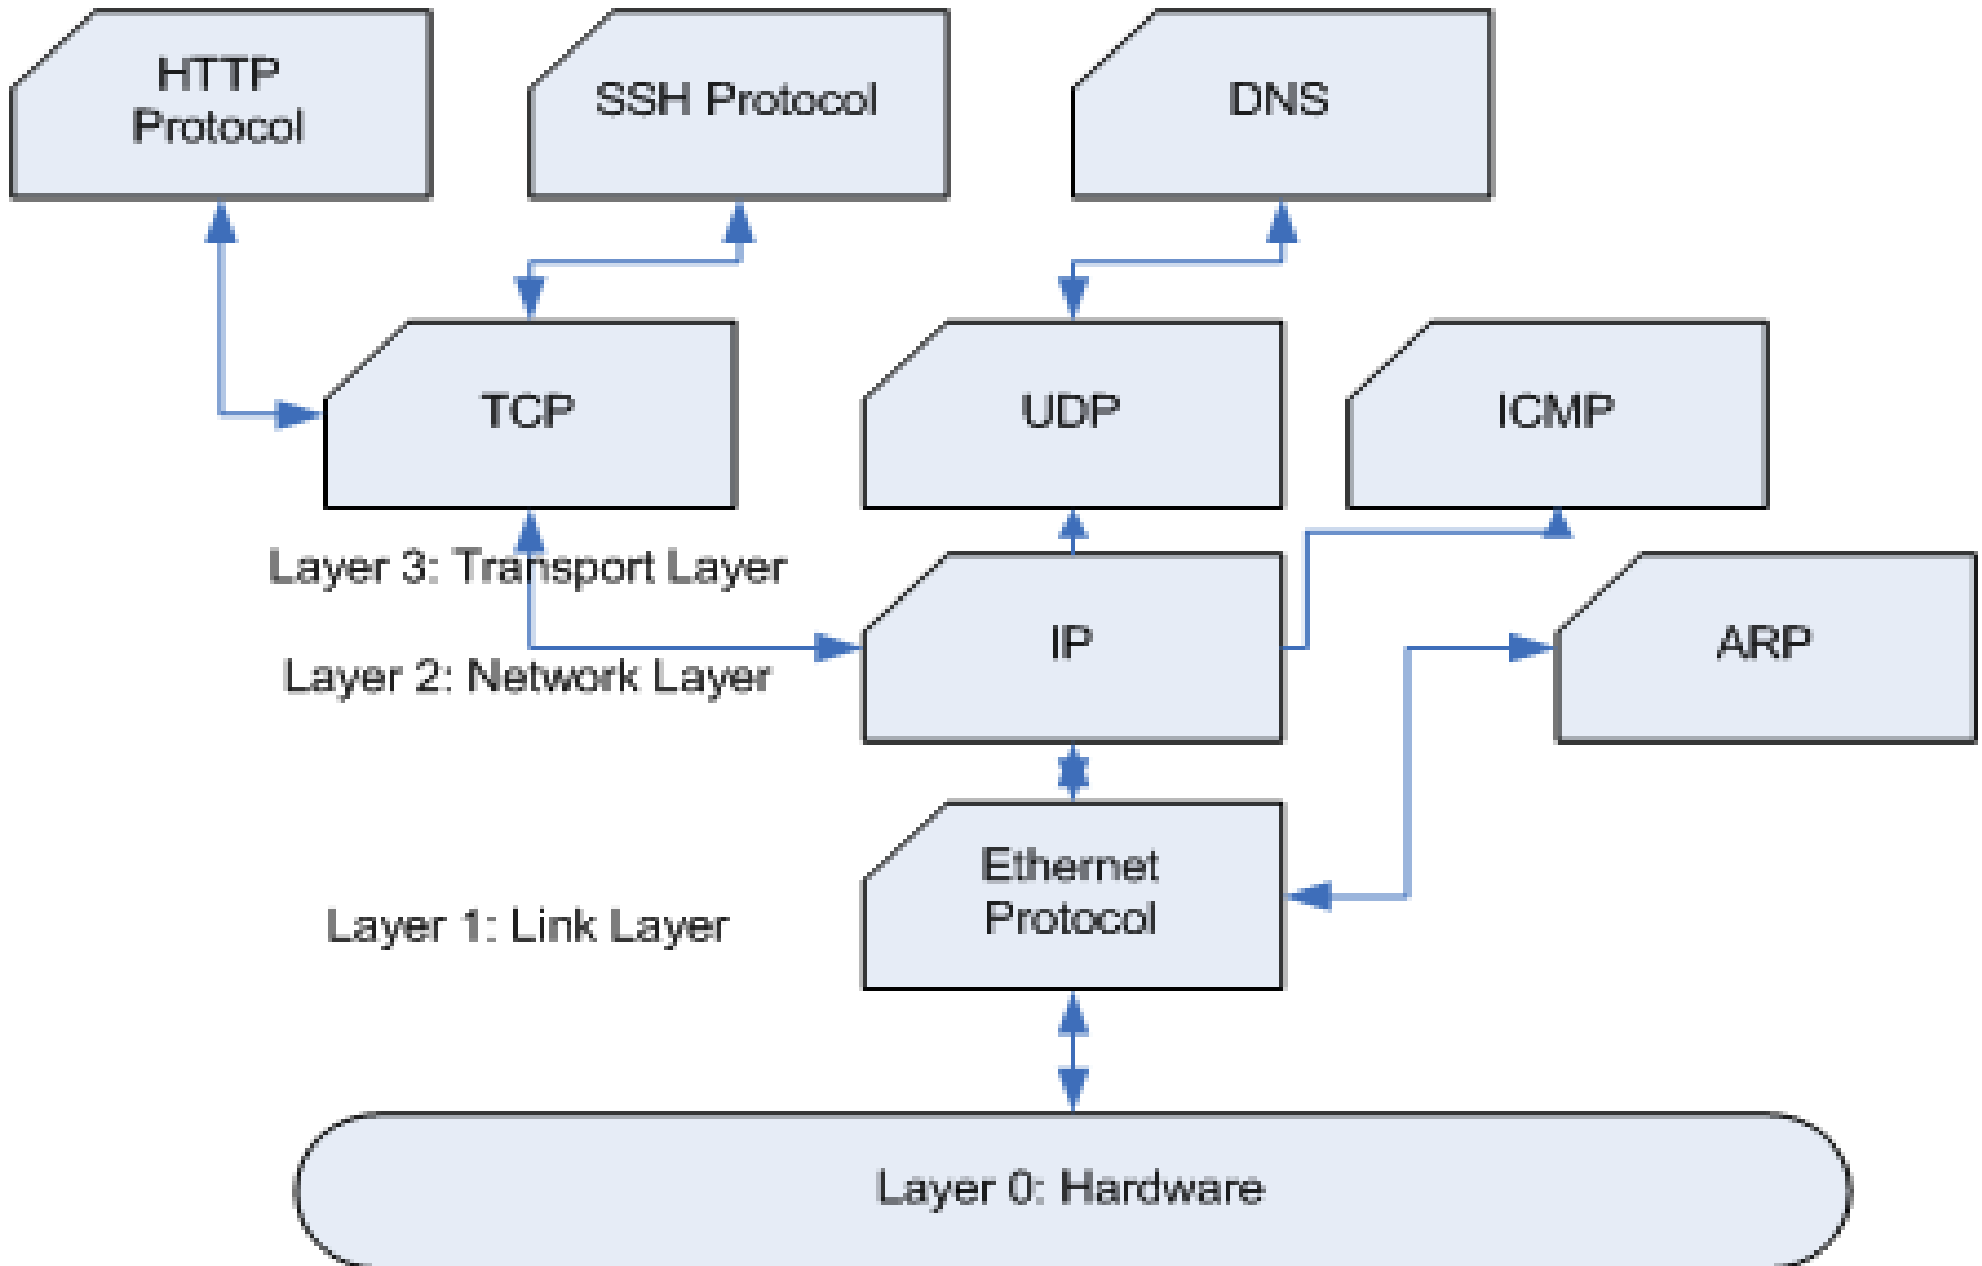 HTTP
Protocol
SSH Protocol
DNS
TCP
UDP
ICMP
Layer 3: Transport Layer
IP
ARP
Layer 2: Network Layer
Ethernet
Protocol
Layer 1: Link Layer
Layer 0: Hardware